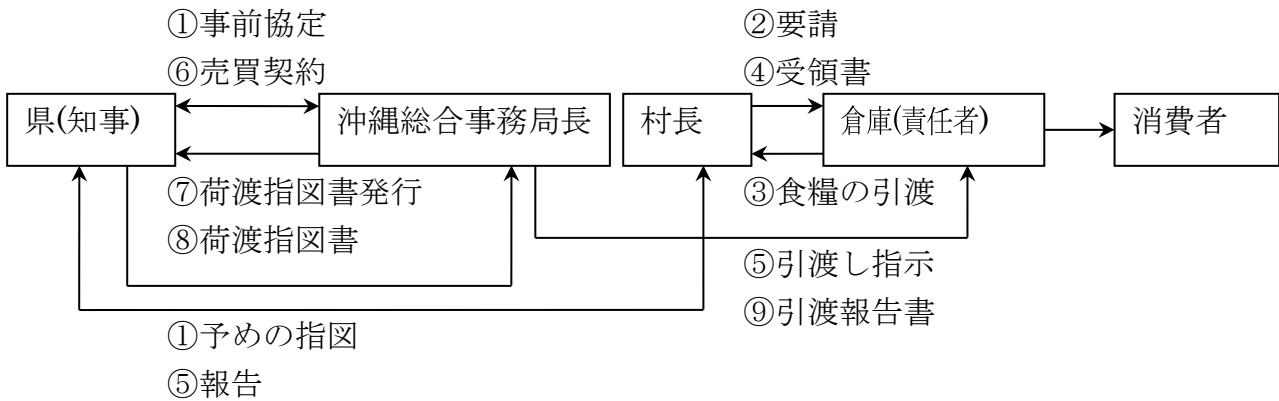 ①事前協定
⑥売買契約
②要請
④受領書
県(知事)
沖縄総合事務局長
村長
倉庫(責任者)
消費者
⑦荷渡指図書発行
⑧荷渡指図書
③食糧の引渡
⑤引渡し指示
⑨引渡報告書
①予めの指図
⑤報告